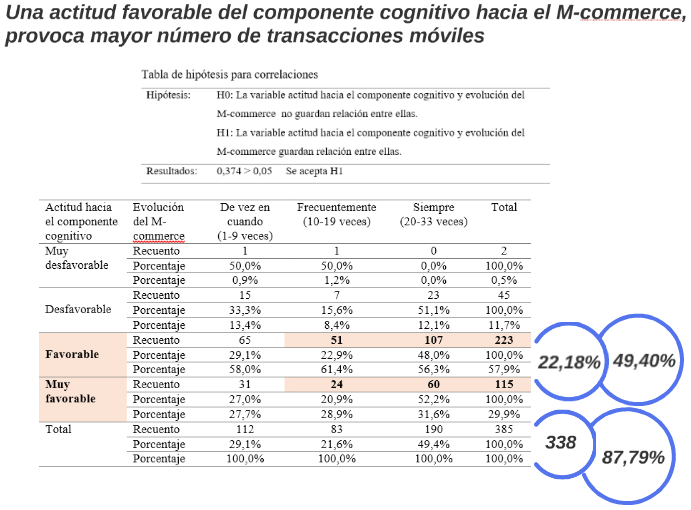 Una actitud favorable del componente cognitivo hacia el M-commerce,
provoca mayor número de transacciones móviles
Tabla de hipótesis para correlaciones
Hipótesis: H0: La variable actitud hacia el componente cognitivo y evolución del
M-commerce no guardan relación entre ellas.
H1: La variable actitud hacia el componente cognitivo y evolución del
M-commerce guardan relación entre ellas.
Resultados: 0,374 > 0,05 Se acepta H1
Actitud hacia Evolución De vez en Frecuentemente Siempre Total
el componente del M- cuando (10-19 veces) (20-33 veces)
cognitivo commerce (1-9 veces)
Muy Recuento 1 1 0 2
desfavorable Porcentaje 50,0% 50,0% 0,0% 100,0%
Porcentaje 0,9% 1,2% 0,0% 0,5%
Recuento 15 7 23 45
Desfavorable Porcentaje 33,3% 15,6% 51,1% 100,0%
Porcentaje 13,4% 8,4% 12,1% 11,7%
Recuento 65 51 107 223
Favorable Porcentaje 29,1% 22,9% 48,0% 100,0%
Porcentaje 58,0% 61,4% 56,3% 57,9%
Muy Recuento 31 24 60 115
favorable Porcentaje 27,0% 20,9% 52,2% 100,0%
Porcentaje 27,7% 28,9% 31,6% 29,9%
Total Recuento 112 83 190 385
Porcentaje 29,1% 21,6% 49,4% 100,0%
Porcentaje 100,0% 100,0% 100,0% 100,0%
22,18% 49,40%
338
87,79%